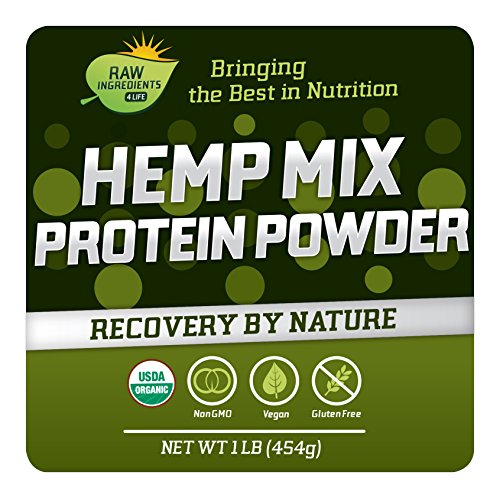 RAW
INGREDIENTS
4 LIFE
Bringing
the Best in Nutrition
HEMP MIX
PROTEIN POWDER
RECOVERY BY NATURE
USDA
ORGANIC
NonGMO
Vegan
Gluten Free
NET WT 1 LB (454g)